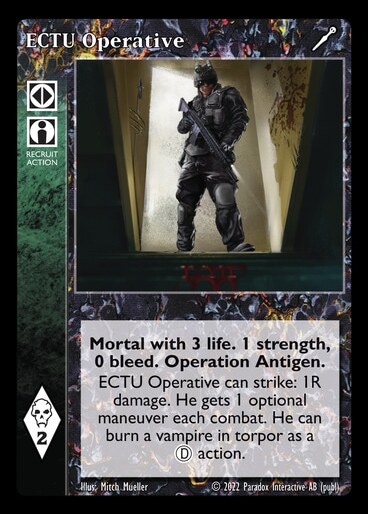 ECTU Operative
RECRUIT
ACTION
Mortal with 3 life. 1 strength,
0 bleed. Operation Antigen.
ECTU Operative can strike: 1R
damage. He gets 1 optional
maneuver each combat. He can
burn a vampire in torpor as a
Ⓓ action.
2
Illus: Mitch Mueller © 2022 Paradox Interactive AB (publ)